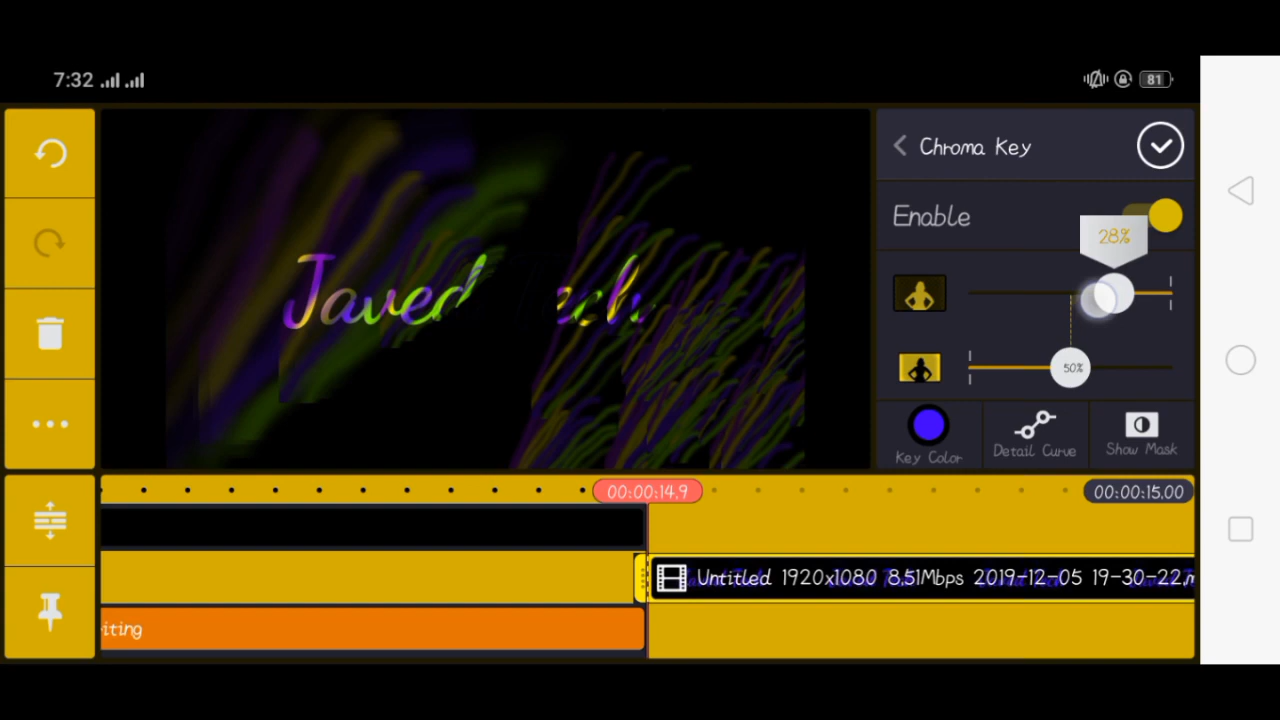 7:32
81
Javed Tech
Chroma Key
Enable
28%
50%
Key Color
Detail Curve
Show Mask
00:00:14.9
00:00:15.00
Untitled 1920x1080 8.51Mbps 2019-12-05 19-30-22.m
iting